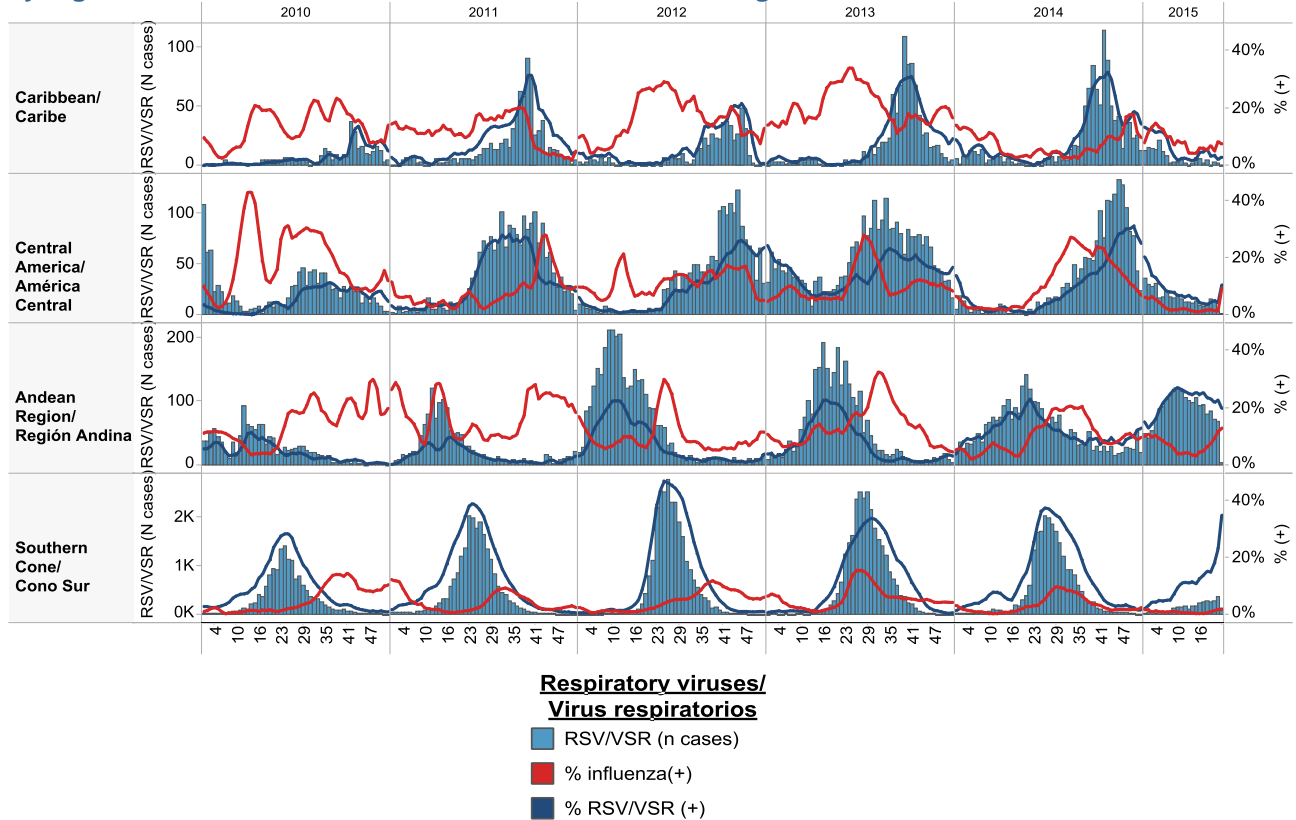 2010 2011 2012 2013 2014 2015
Caribbean/
Caribe
RSV/VSR (N cases)
100
50
0
40%
20%
0%
% (+)
Central
America/
América
Central
RSV/VSR (N cases)
100
50
0
40%
20%
0%
% (+)
Andean
Region/
Región Andina
RSV/VSR (N cases)
200
100
0
40%
20%
0%
% (+)
Southern
Cone/
Cono Sur
RSV/VSR (N cases)
2K
1K
0K
40%
20%
0%
% (+)
4 10 16 23 29 35 41 47 4 10 16 23 29 35 41 47 4 10 16 23 29 35 41 47 4 10 16 23 29 35 41 47 4 10 16 23 29 35 41 47 4 10 16
Respiratory viruses/
Virus respiratorios
RSV/VSR (n cases)
% influenza(+)
% RSV/VSR (+)